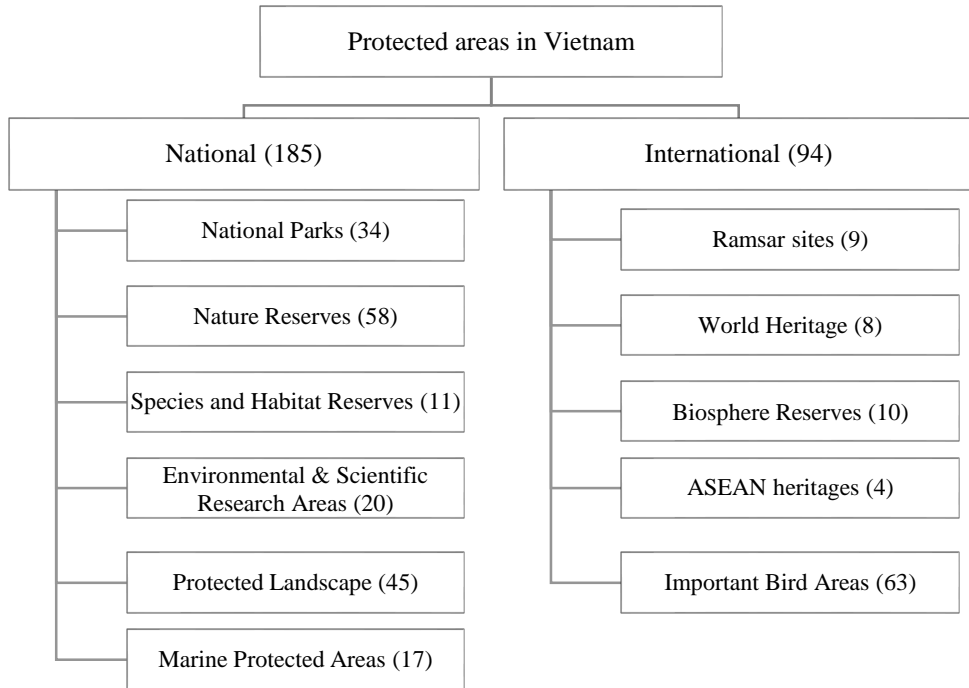 Protected areas in Vietnam
National (185)
National Parks (34)
Nature Reserves (58)
Species and Habitat Reserves (11)
Environmental & Scientific
Research Areas (20)
Protected Landscape (45)
Marine Protected Areas (17)
International (94)
Ramsar sites (9)
World Heritage (8)
Biosphere Reserves (10)
ASEAN heritages (4)
Important Bird Areas (63)